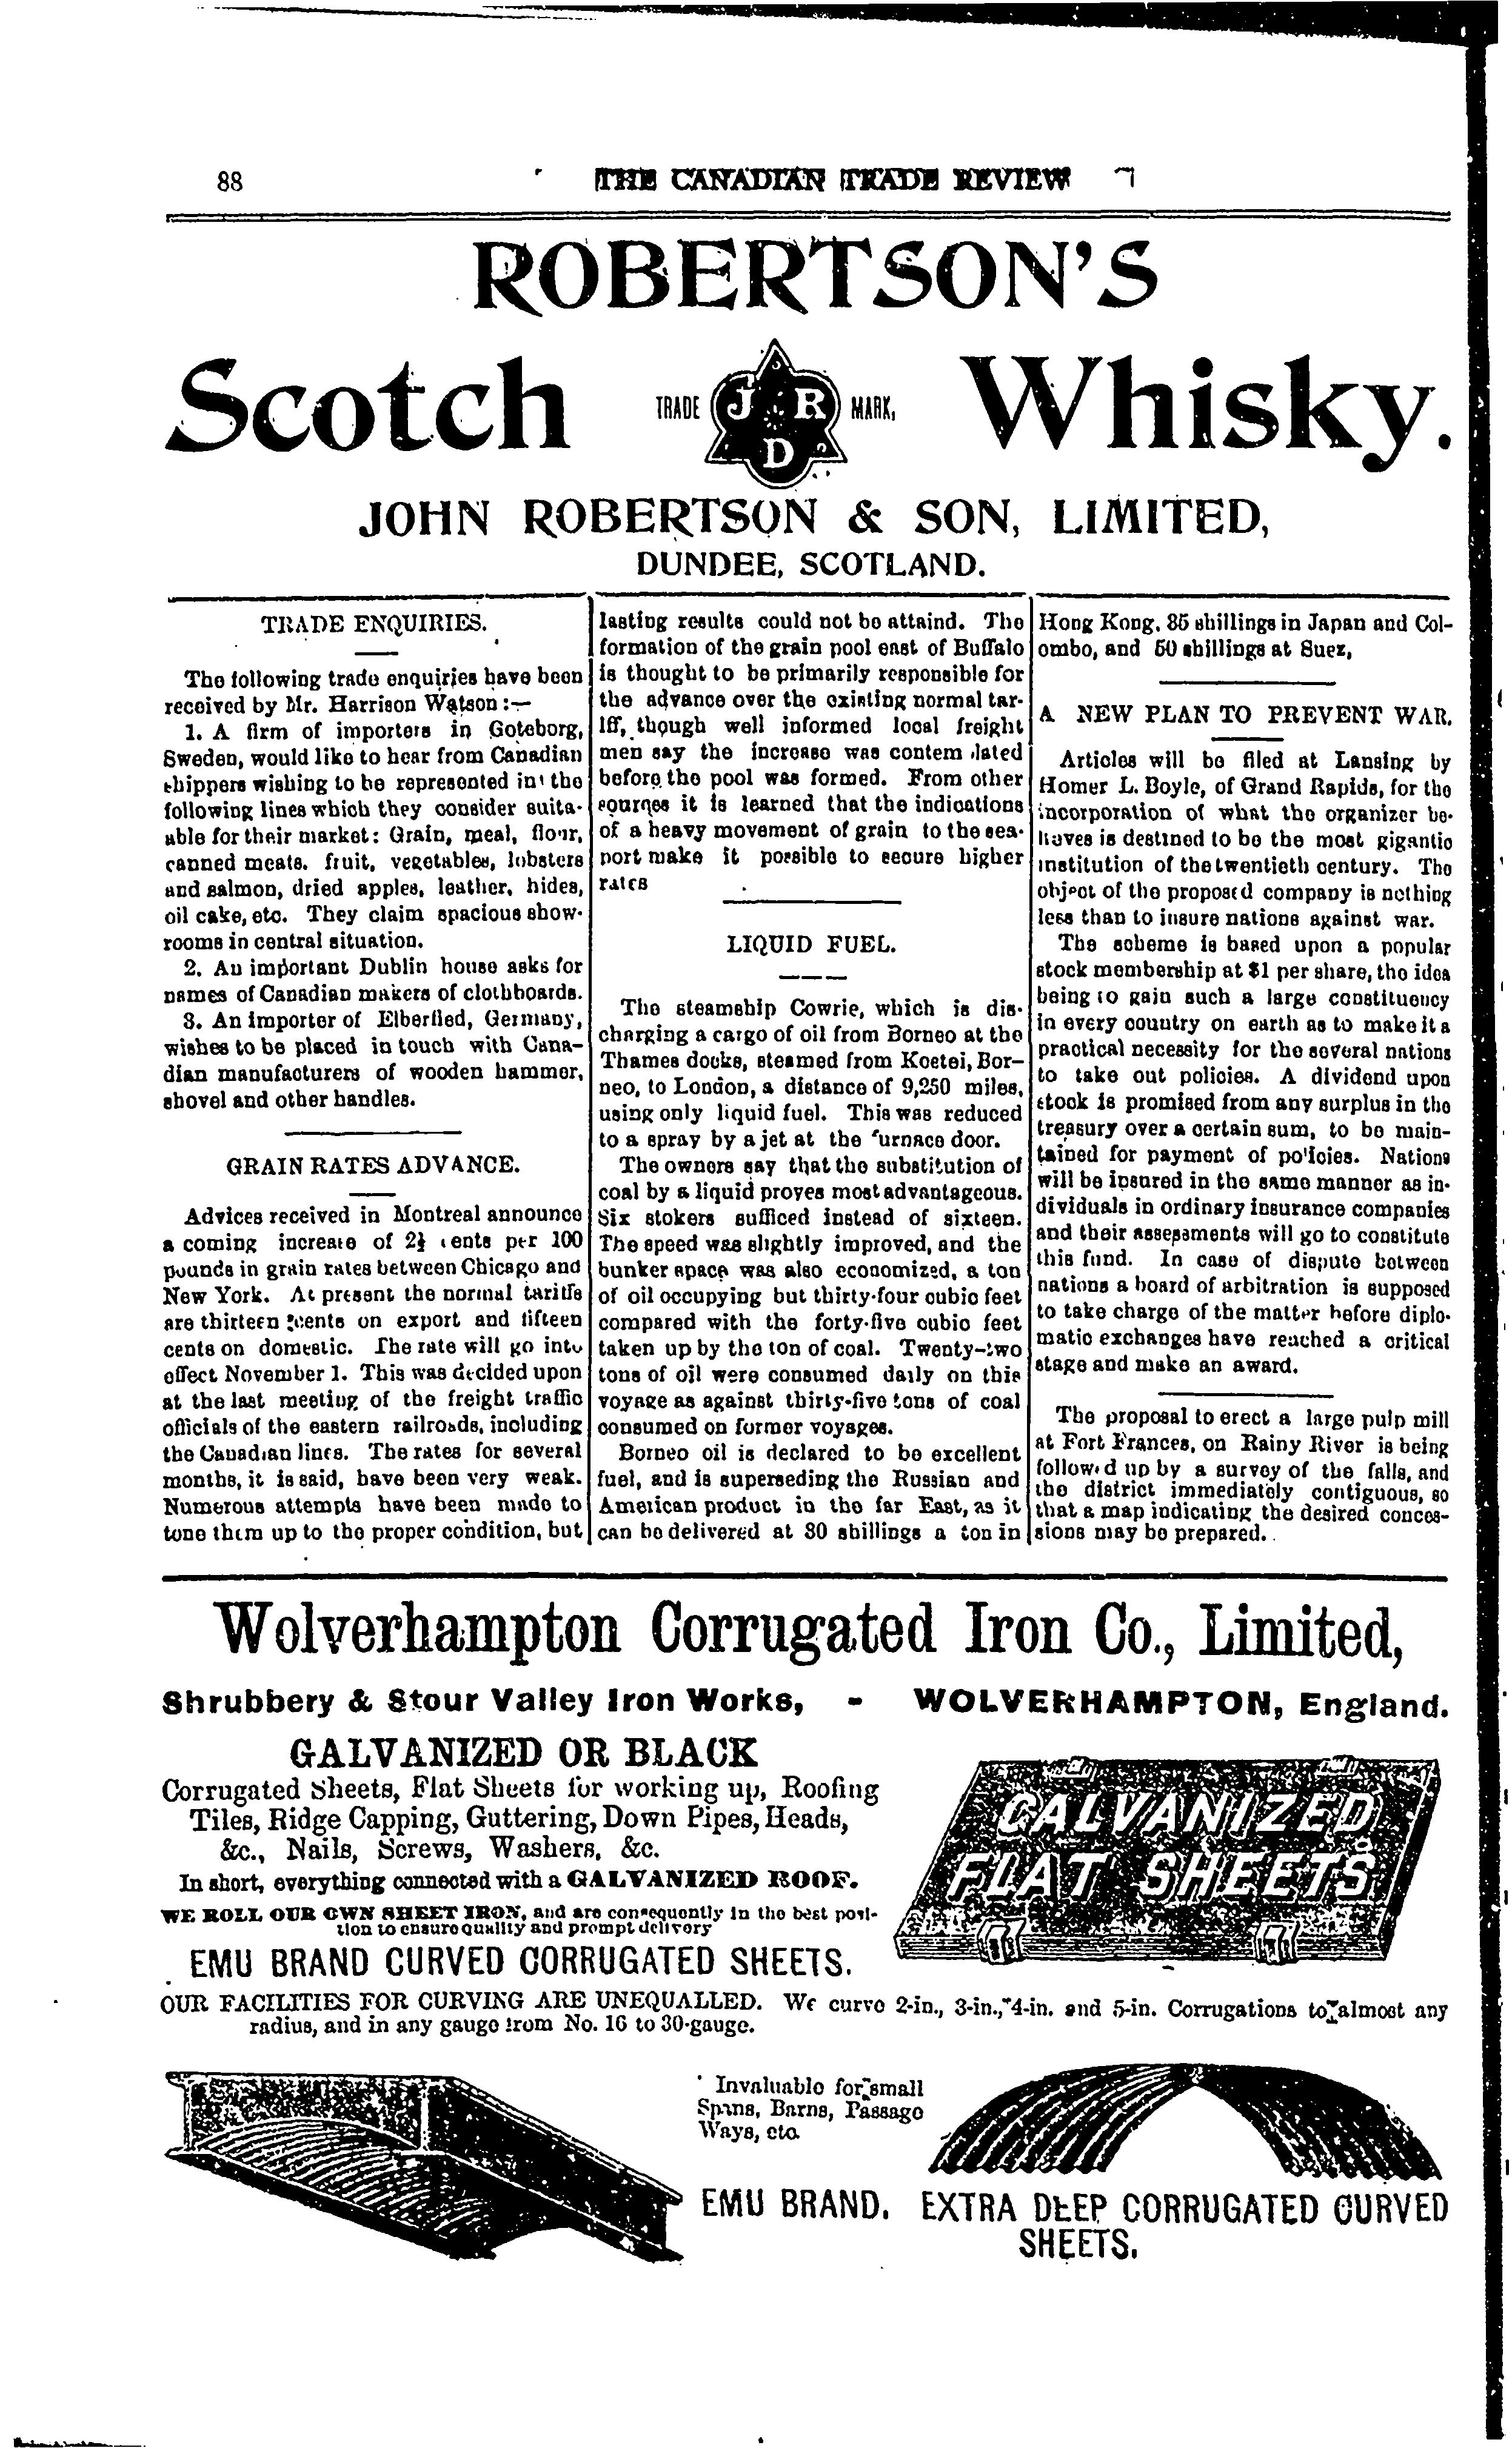 88
THE CANADIAN TRADE REVIEW
ROBERTSON'S
Scotch Whisky.
TRADE MARK,
J R D
JOHN ROBERTSON & SON, LIMITED,
DUNDEE, SCOTLAND.
TRADE ENQUIRIES.
The following trade enquiries have been
received by Mr. Harrison Watson:—
1. A firm of importers in Goteborg,
Sweden, would like to hear from Canadian
shippers wishing to be represented in the
following lines which they consider suita-
able for their market: Grain, meal, flour,
canned meats, fruit, vegetables, lobsters
and salmon, dried apples, leather, hides,
oil cake, etc. They claim spacious show-
rooms in central situation.
2. An important Dublin house asks for
names of Canadian makers of clothboards.
3. An importer of Elberfied, Germany,
wishes to be placed in touch with Cana-
dian manufacturers of wooden hammer,
shovel and other handles.
GRAIN RATES ADVANCE.
Advices received in Montreal announce
a coming increase of 2½ cents per 100
pounds in grain rates between Chicago and
New York. At present the normal tariffs
are thirteen cents on export and fifteen
cents on domestic. The rate will go into
effect November 1. This was decided upon
at the last meeting of the freight traffic
officials of the eastern railroads, including
the Canadian lines. The rates for several
months, it is said, have been very weak.
Numerous attempts have been made to
tone them up to the proper condition, but
lasting results could not be attaind. The
formation of the grain pool east of Buffalo
is thought to be primarily responsible for
the advance over the existing normal tar-
iff, though well informed local freight
men say the increase was contem lated
before the pool was formed. From other
sources it is learned that the indications
of a heavy movement of grain to the sea-
port make it possible to secure higher
rates
LIQUID FUEL.
The steamship Cowrie, which is dis-
charging a cargo of oil from Borneo at the
Thames docks, steamed from Koetei, Bor-
neo, to London, a distance of 9,250 miles,
using only liquid fuel. This was reduced
to a spray by a jet at the furnace door.
The owners say that the substitution of
coal by a liquid proves most advantageous.
Six stokers sufficed instead of sixteen.
The speed was slightly improved, and the
bunker space was also economized, a ton
of oil occupying but thirty-four cubic feet
compared with the forty-five cubic feet
taken up by the ton of coal. Twenty-two
tons of oil were consumed daily on this
voyage as against thirty-five tons of coal
consumed on former voyages.
Borneo oil is declared to be excellent
fuel, and is superseding the Russian and
American product in the far East, as it
can be delivered at 30 shillings a ton in
Hong Kong, 35 shillings in Japan and Col-
ombo, and 50 shillings at Suez,
A NEW PLAN TO PREVENT WAR.
Articles will be filed at Lansing by
Homer L. Boyle, of Grand Rapids, for the
incorporation of what the organizer be-
lieves is destined to be the most gigantic
institution of the twentieth century. The
object of the proposed company is nothing
less than to insure nations against war.
The scheme is based upon a popular
stock membership at $1 per share, the idea
being to gain such a large constituency
in every country on earth as to make it a
practical necessity for the several nations
to take out policies. A dividend upon
stock is promised from any surplus in the
treasury over a certain sum, to be main-
tained for payment of policies. Nations
will be insured in the same manner as in-
dividuals in ordinary insurance companies
and their assessments will go to constitute
this fund. In case of dispute between
nations a board of arbitration is supposed
to take charge of the matter before diplo-
matic exchanges have reached a critical
stage and make an award.
The proposal to erect a large pulp mill
at Fort Frances, on Rainy River is being
followed up by a survey of the falls, and
the district immediately contiguous, so
that a map indicating the desired conces-
sions may be prepared.
Wolverhampton Corrugated Iron Co., Limited,
Shrubbery & Stour Valley Iron Works, - WOLVERHAMPTON, England.
GALVANIZED OR BLACK
Corrugated Sheets, Flat Sheets for working up, Roofing
Tiles, Ridge Capping, Guttering, Down Pipes, Heads,
&c., Nails, Screws, Washers, &c.
In short, everything connected with a GALVANIZED ROOF.
WE ROLL OUR OWN SHEET IRON, and are consequently in the best posi-
tion to ensure quality and prompt delivery
GALVANIZED
FLAT SHEETS
EMU BRAND CURVED CORRUGATED SHEETS.
OUR FACILITIES FOR CURVING ARE UNEQUALLED. We curve 2-in., 3-in., 4-in. and 5-in. Corrugations to almost any
radius, and in any gauge from No. 16 to 30-gauge.
Invaluable for small
Spans, Barns, Passage
Ways, etc.
EMU BRAND. EXTRA DEEP CORRUGATED CURVED
SHEETS.